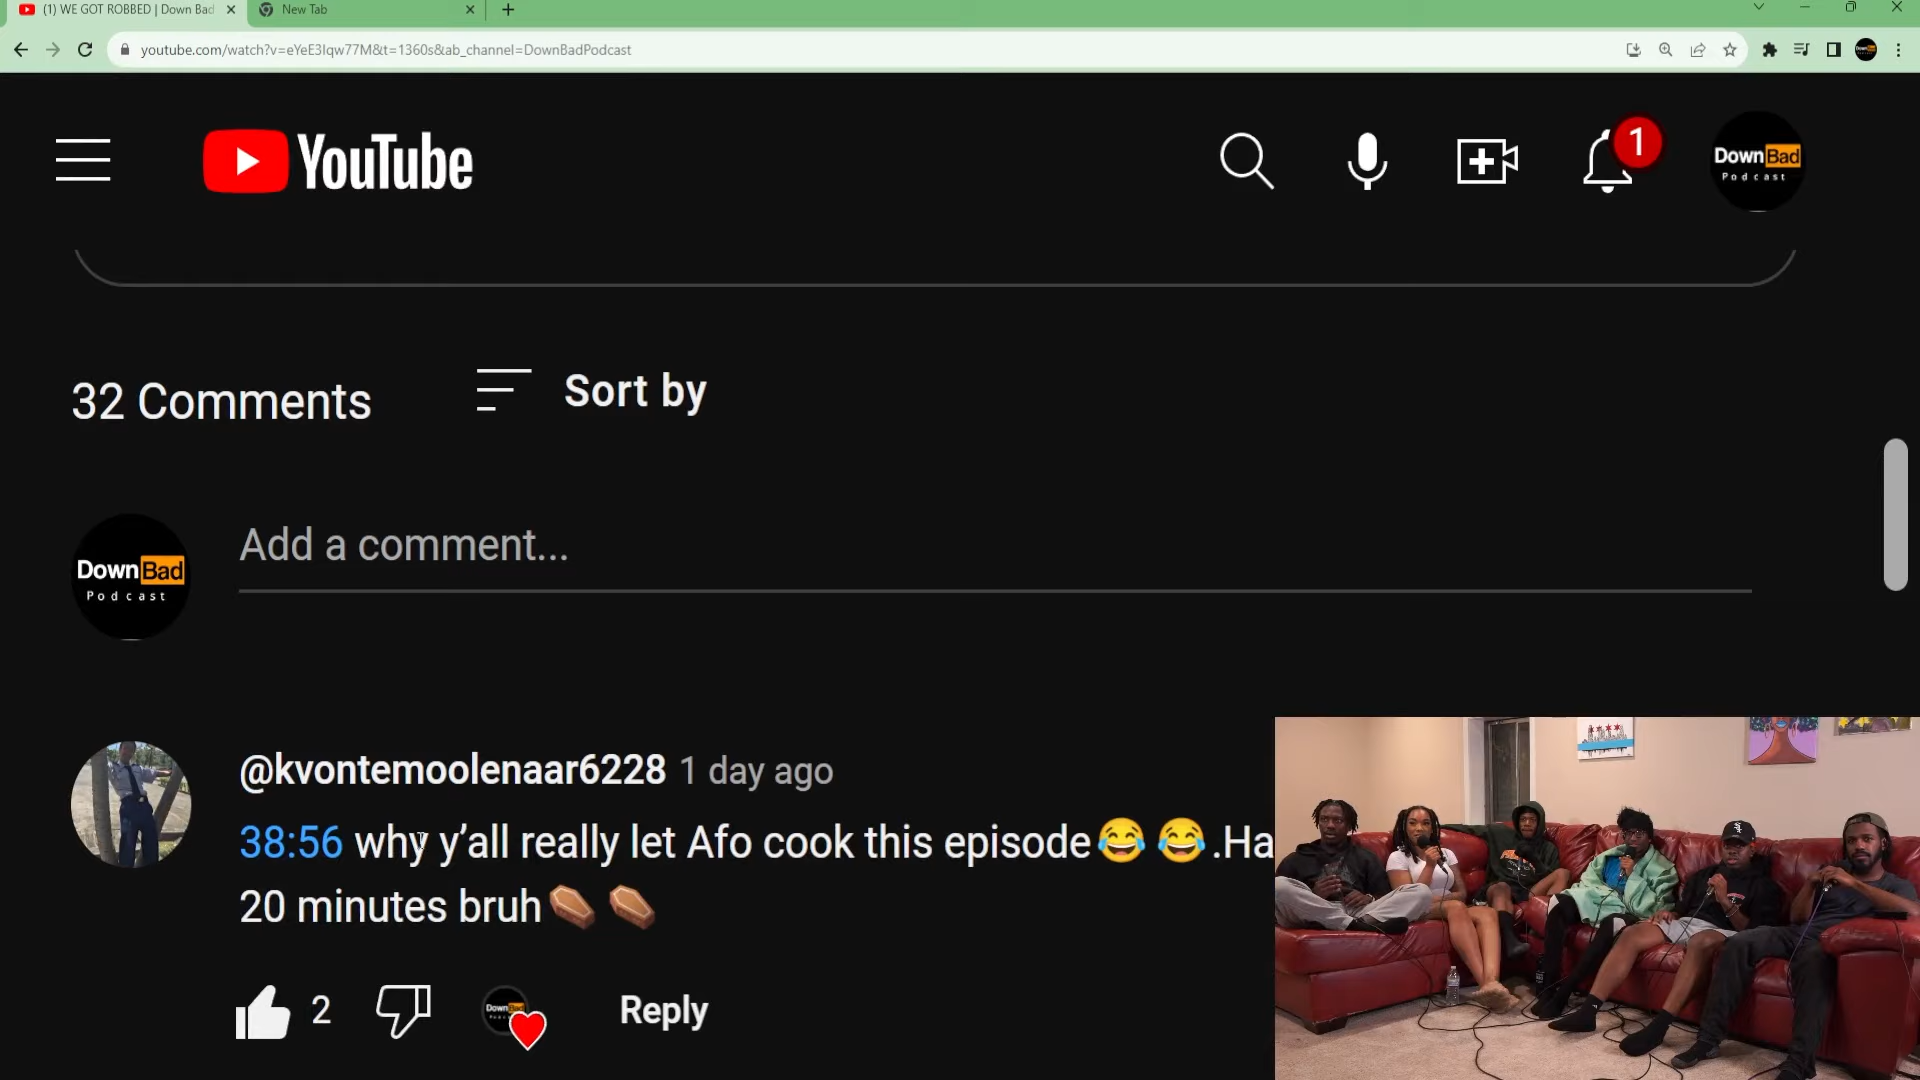 (1) WE GOT ROBBED | Down Bad
New Tab
youtube.com/watch?v=eYeE3Iqw77M&t=1360s&ab_channel=DownBadPodcast
YouTube
1
DownBad
Podcast
32 Comments
Sort by
DownBad
Podcast
Add a comment...
@kvontemoolenaar6228 1 day ago
38:56 why y’all really let Afo cook this episode😂 😂.Ha
20 minutes bruh⚰️ ⚰️
2
Reply